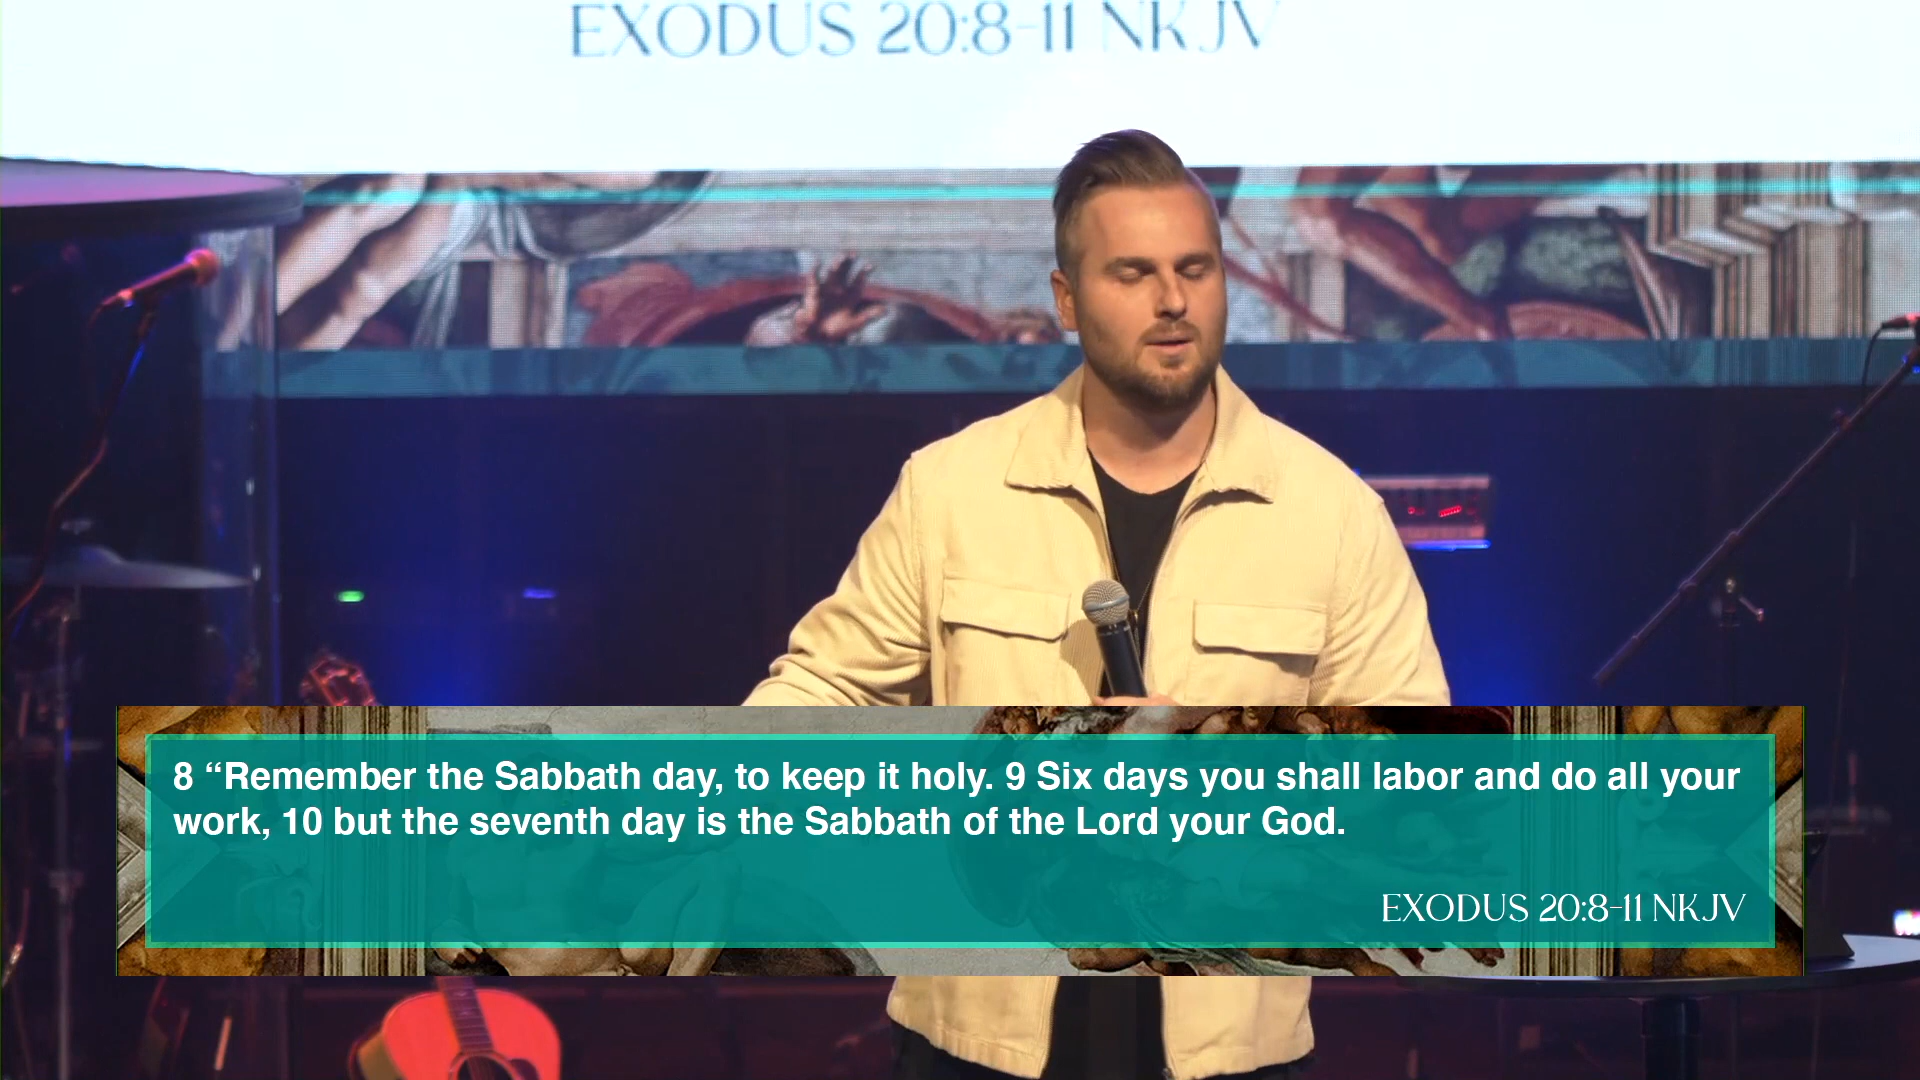 EXODUS 20:8-11 NKJV
8 “Remember the Sabbath day, to keep it holy. 9 Six days you shall labor and do all your
work, 10 but the seventh day is the Sabbath of the Lord your God.
EXODUS 20:8-11 NKJV